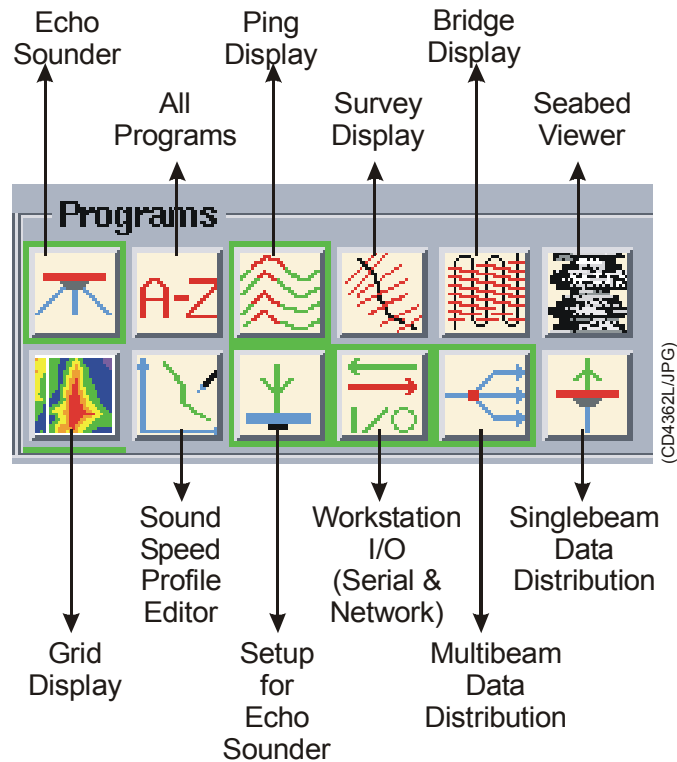 Echo
Sounder
Ping
Display
Bridge
Display
All
Programs
Survey
Display
Seabed
Viewer
Programs
A-Z
I/O
(CD4362L/JPG)
Sound
Speed
Profile
Editor
Workstation
I/O
(Serial &
Network)
Singlebeam
Data
Distribution
Grid
Display
Setup
for
Echo
Sounder
Multibeam
Data
Distribution